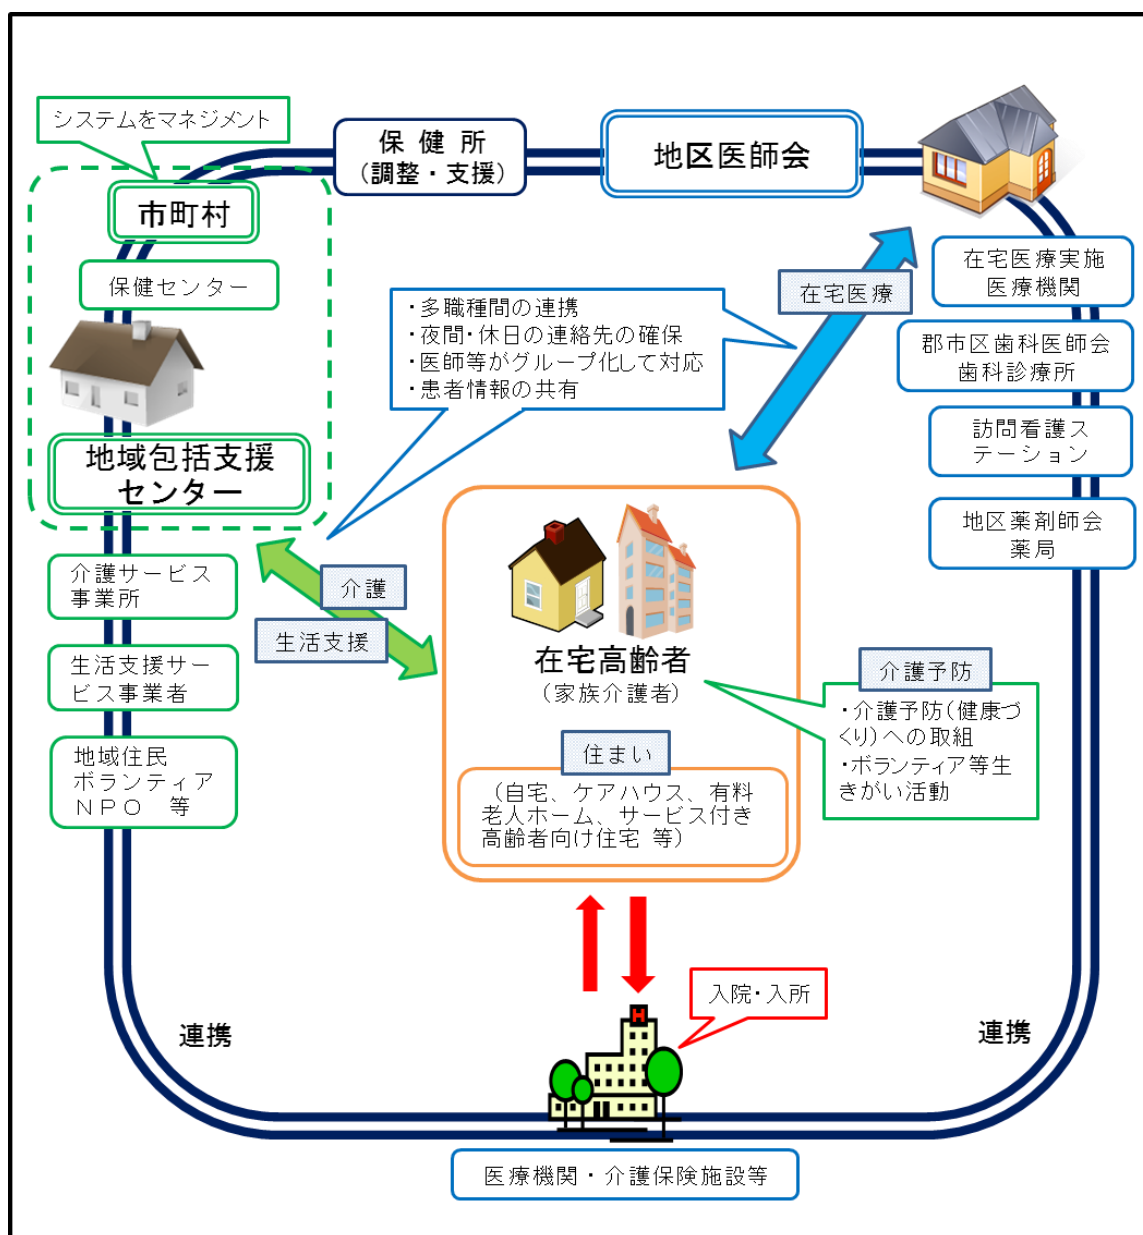 システムをマネジメント
保健所
（調整・支援）
地区医師会
市町村
保健センター
地域包括支援
センター
・多職種間の連携
・夜間・休日の連絡先の確保
・医師等がグループ化して対応
・患者情報の共有
在宅医療
在宅医療実施
医療機関
郡市区歯科医師会
歯科診療所
訪問看護ス
テーション
地区薬剤師会
薬局
介護サービス
事業所
生活支援サー
ビス事業者
地域住民
ボランティア
ＮＰＯ　等
介護
生活支援
在宅高齢者
（家族介護者）
住まい
（自宅、ケアハウス、有料
老人ホーム、サービス付き
高齢者向け住宅 等）
介護予防
・介護予防（健康づ
くり）への取組
・ボランティア等生
きがい活動
入院・入所
連携
連携
H
医療機関・介護保険施設等